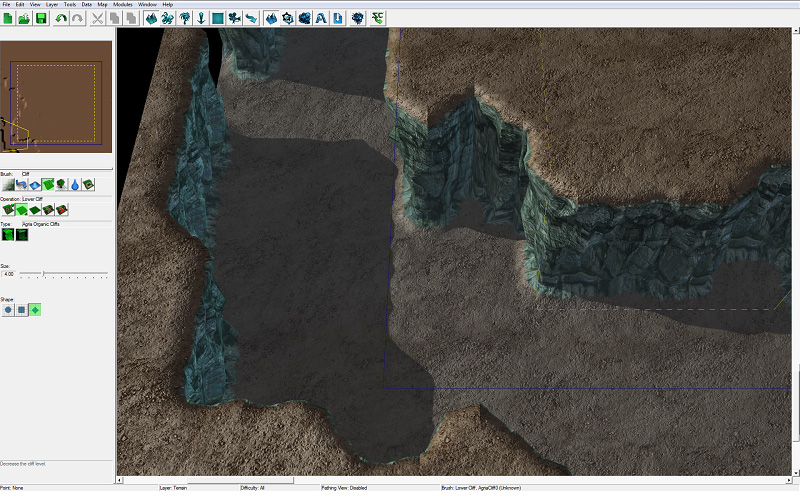 File Edit View Layer Tools Data Map Modules Window Help
Brush: Cliff
Operation: Lower Cliff
Type: Agria Organic Cliffs
Size:
4.00
Shape:
Decrease the cliff level.
Point: None Layer: Terrain Difficulty: All Pathing View: Disabled Brush: Lower Cliff, AgriaCliff0 (Unknown)